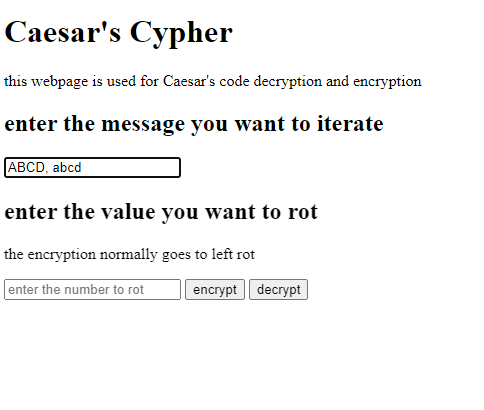 Caesar's Cypher
this webpage is used for Caesar's code decryption and encryption
enter the message you want to iterate
ABCD, abcd
enter the value you want to rot
the encryption normally goes to left rot
enter the number to rot encrypt decrypt